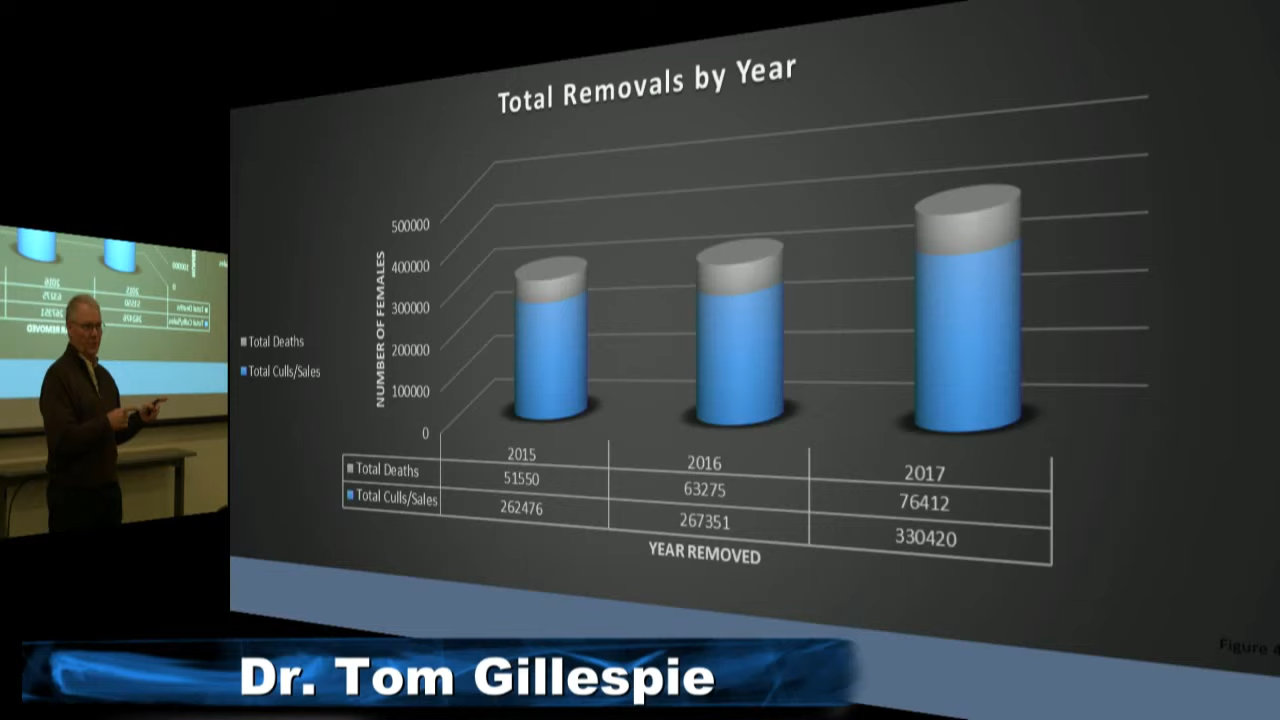 Total Removals by Year
NUMBER OF FEMALES
500000
400000
300000
200000
100000
0
Total Deaths
Total Culls/Sales
2015 2016 2017
Total Deaths 51550 63275 76412
Total Culls/Sales 262476 267351 330420
YEAR REMOVED
Figure
Dr. Tom Gillespie